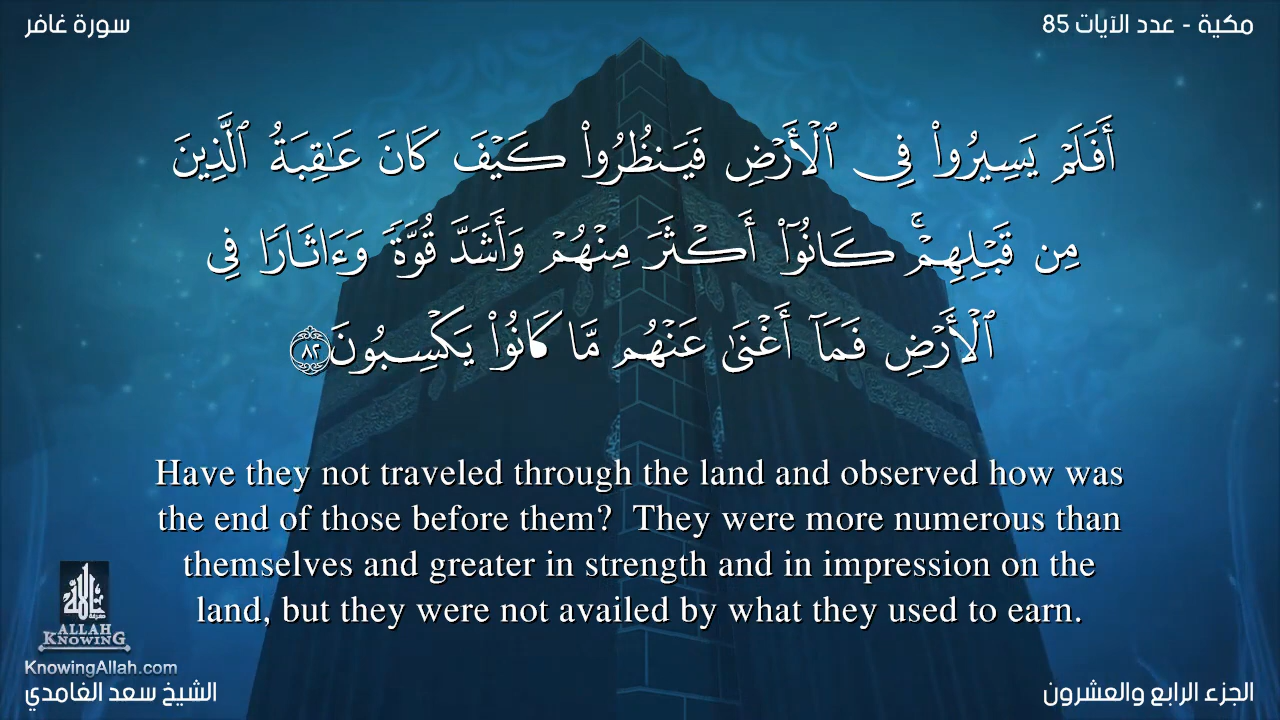 سورة غافر
مكية - عدد الآيات 85
أَفَلَمْ يَسِيرُوا۟ فِى ٱلْأَرْضِ فَيَنظُرُوا۟ كَيْفَ كَانَ عَـٰقِبَةُ ٱلَّذِينَ
مِن قَبْلِهِمْ ۚ كَانُوٓا۟ أَكْثَرَ مِنْهُمْ وَأَشَدَّ قُوَّةً وَءَاثَارًا فِى
ٱلْأَرْضِ فَمَآ أَغْنَىٰ عَنْهُم مَّا كَانُوا۟ يَكْسِبُونَ ٨٢
Have they not traveled through the land and observed how was
the end of those before them?  They were more numerous than
themselves and greater in strength and in impression on the
land, but they were not availed by what they used to earn.
ALLAH
KNOWING
KnowingAllah.com
الشيخ سعد الغامدي
الجزء الرابع والعشرون